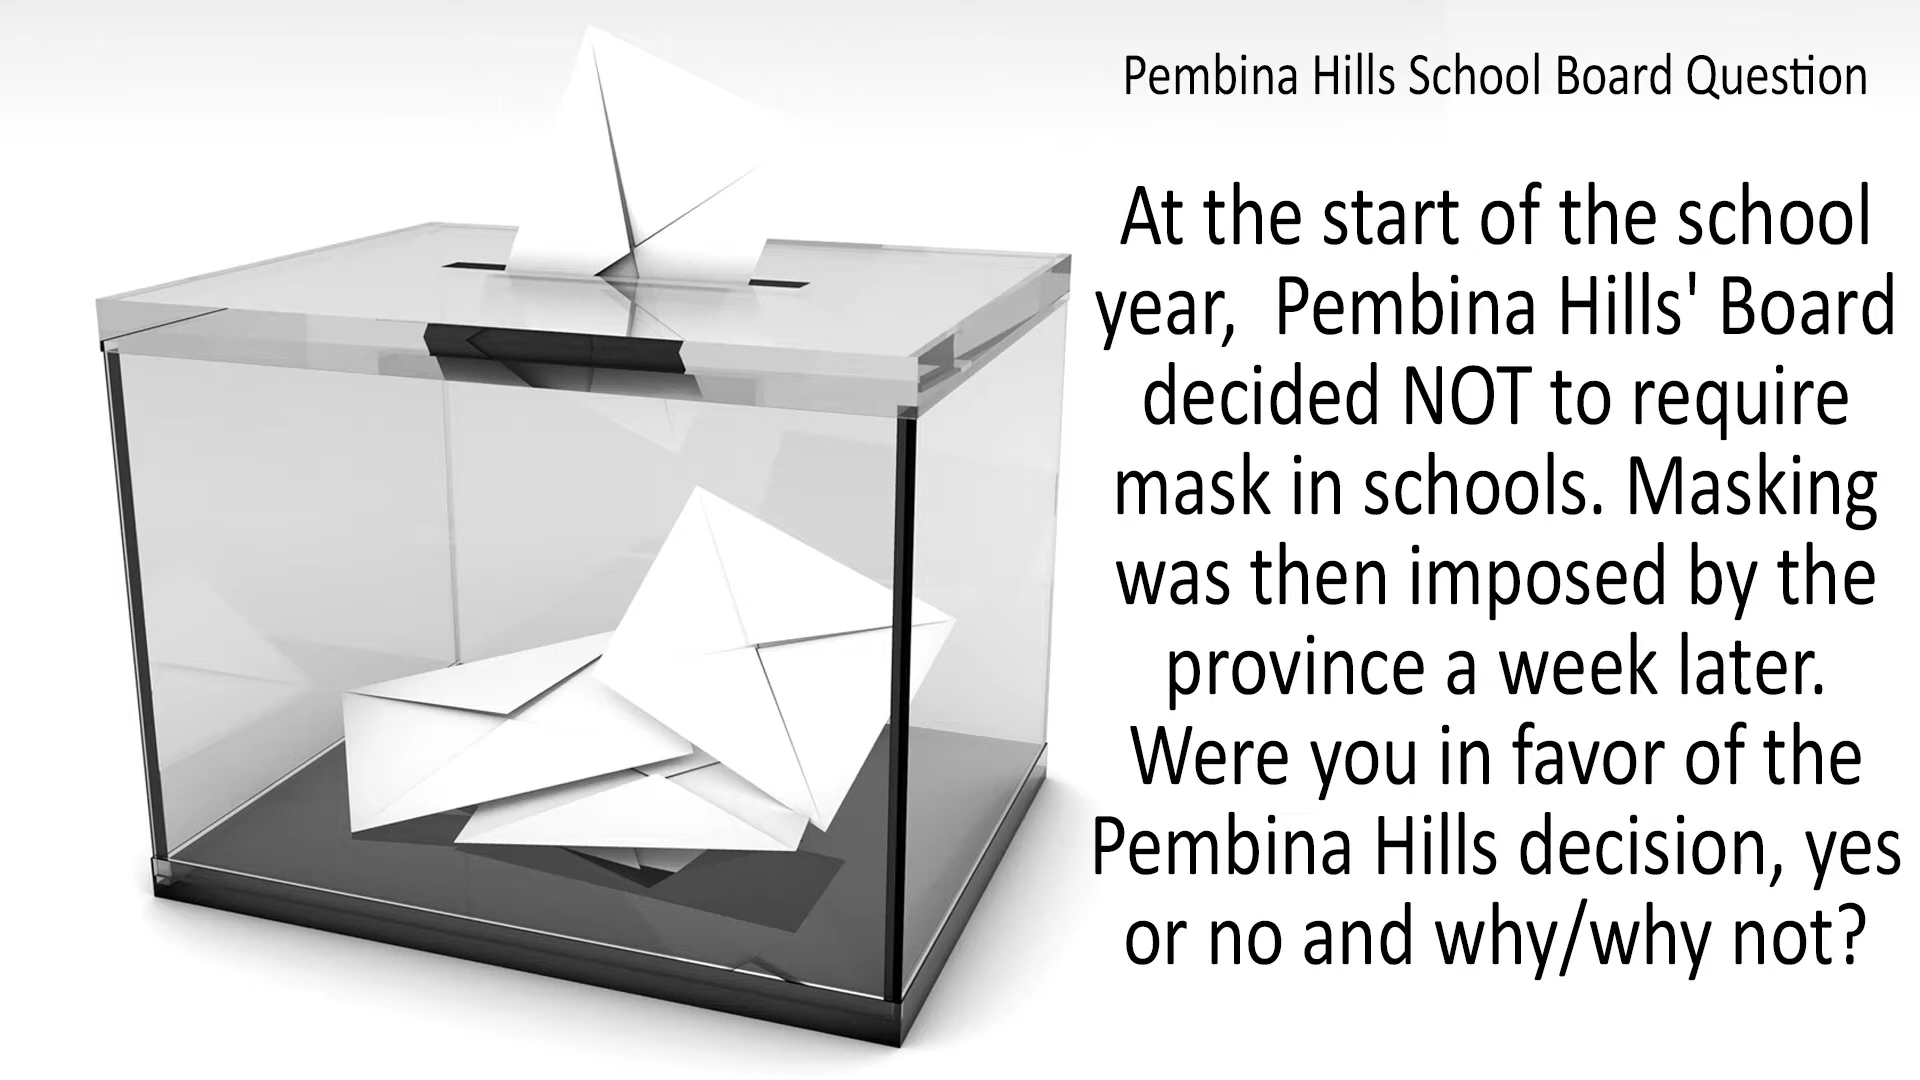 Pembina Hills School Board Question
At the start of the school
year,  Pembina Hills' Board
decided NOT to require
mask in schools. Masking
was then imposed by the
province a week later.
Were you in favor of the
Pembina Hills decision, yes
or no and why/why not?